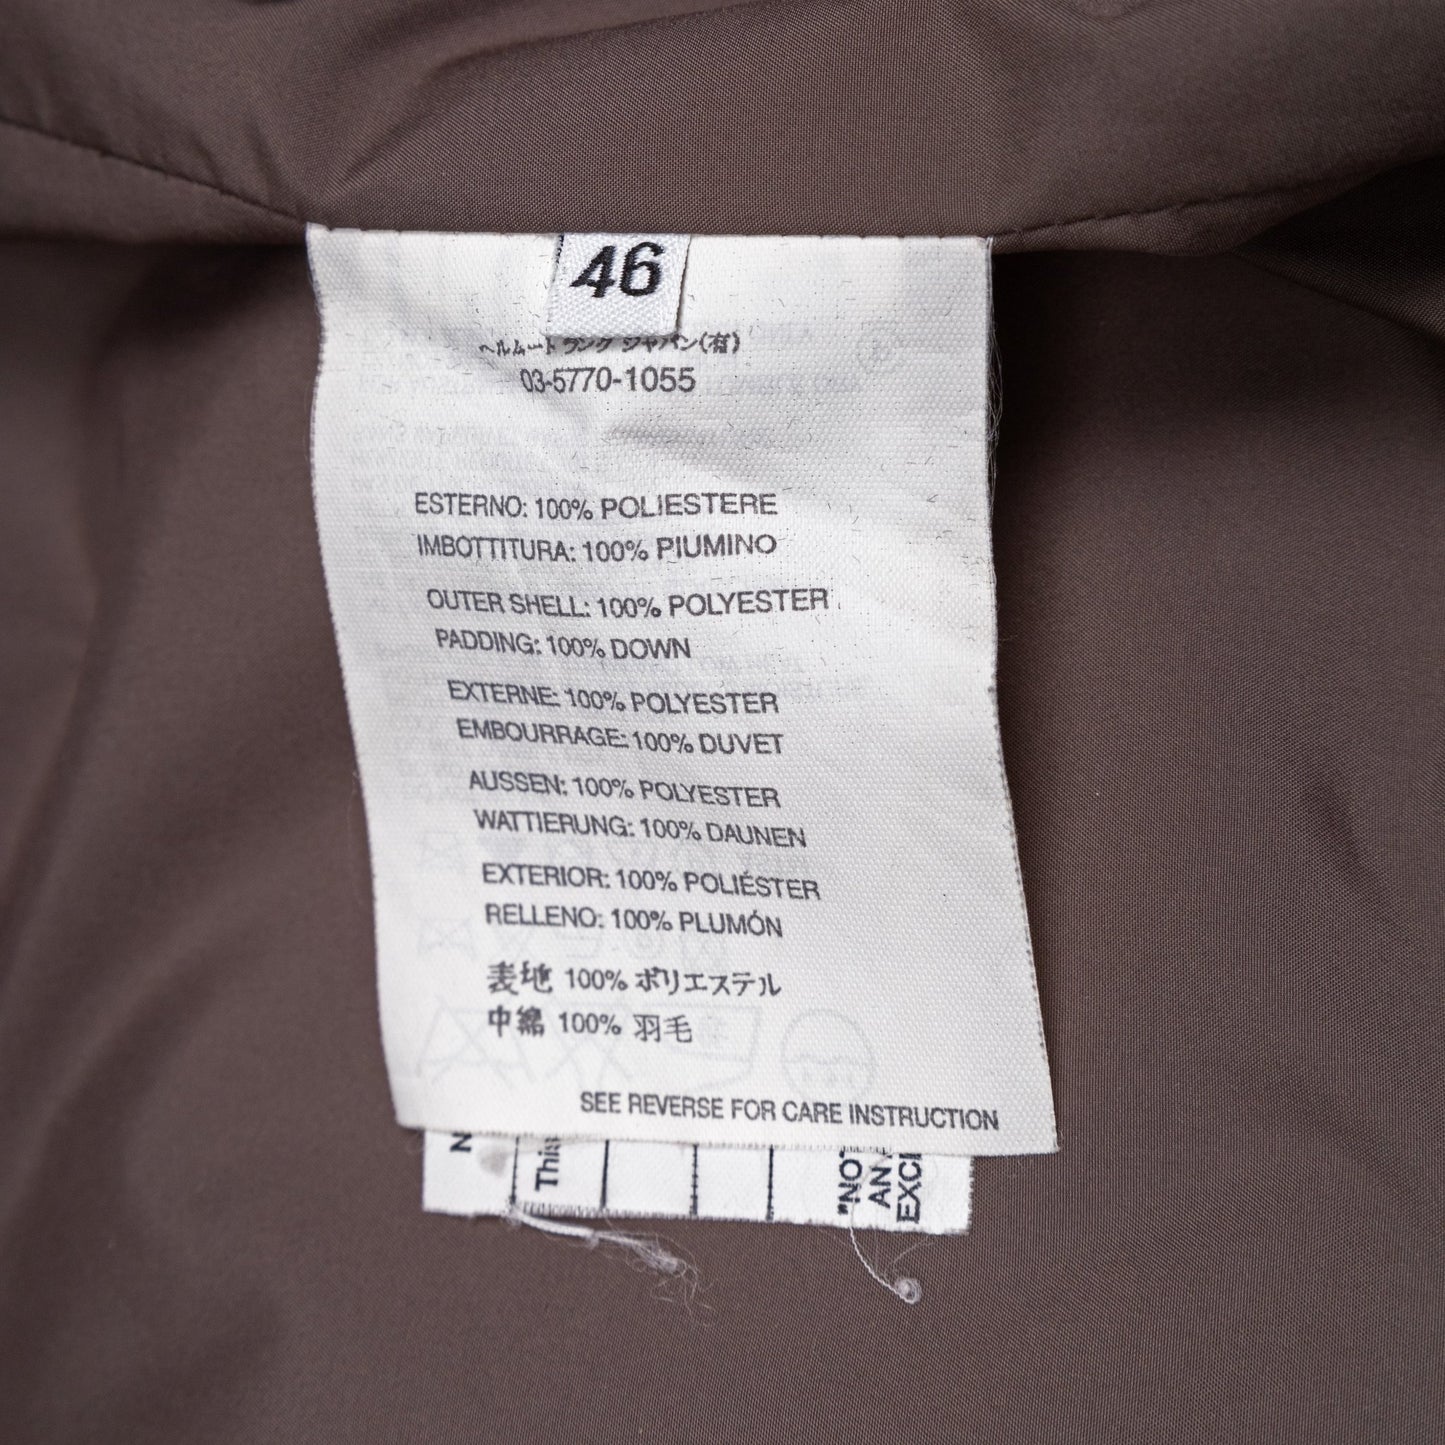 46
ヘルムート ラング ジャパン(有)
03-5770-1055
ESTERNO: 100% POLIESTERE
IMBOTTITURA: 100% PIUMINO
OUTER SHELL: 100% POLYESTER
PADDING: 100% DOWN
EXTERNE: 100% POLYESTER
EMBOURRAGE: 100% DUVET
AUSSEN: 100% POLYESTER
WATTIERUNG: 100% DAUNEN
EXTERIOR: 100% POLIÉSTER
RELLENO: 100% PLUMÓN
表地 100% ポリエステル
中綿 100% 羽毛
SEE REVERSE FOR CARE INSTRUCTION
This